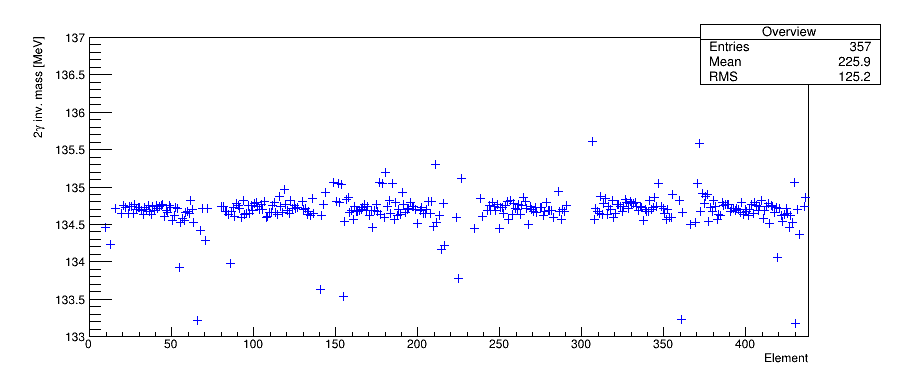 Overview
Entries 357
Mean 225.9
RMS 125.2
2γ inv. mass [MeV]
137
136.5
136
135.5
135
134.5
134
133.5
133
0 50 100 150 200 250 300 350 400
Element